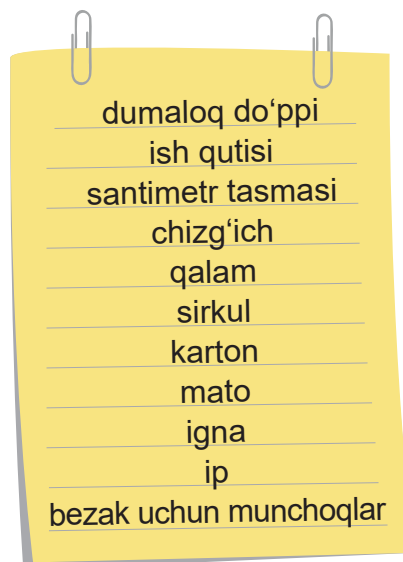 dumaloq do‘ppi
ish qutisi
santimetr tasmasi
chizg‘ich
qalam
sirkul
karton
mato
igna
ip
bezak uchun munchoqlar